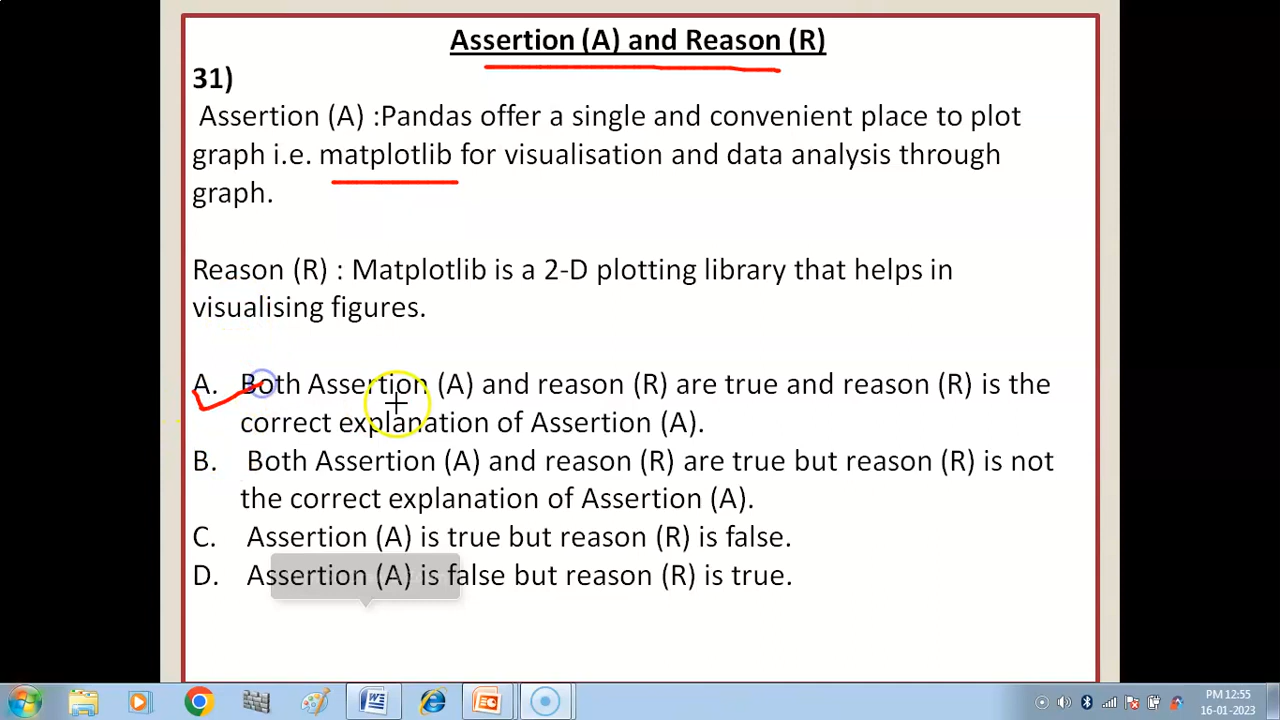 Assertion (A) and Reason (R)
31)
Assertion (A) :Pandas offer a single and convenient place to plot
graph i.e. matplotlib for visualisation and data analysis through
graph.
Reason (R) : Matplotlib is a 2-D plotting library that helps in
visualising figures.
A. Both Assertion (A) and reason (R) are true and reason (R) is the
correct explanation of Assertion (A).
B. Both Assertion (A) and reason (R) are true but reason (R) is not
the correct explanation of Assertion (A).
C. Assertion (A) is true but reason (R) is false.
D. Assertion (A) is false but reason (R) is true.
PM 12:55
16-01-2023